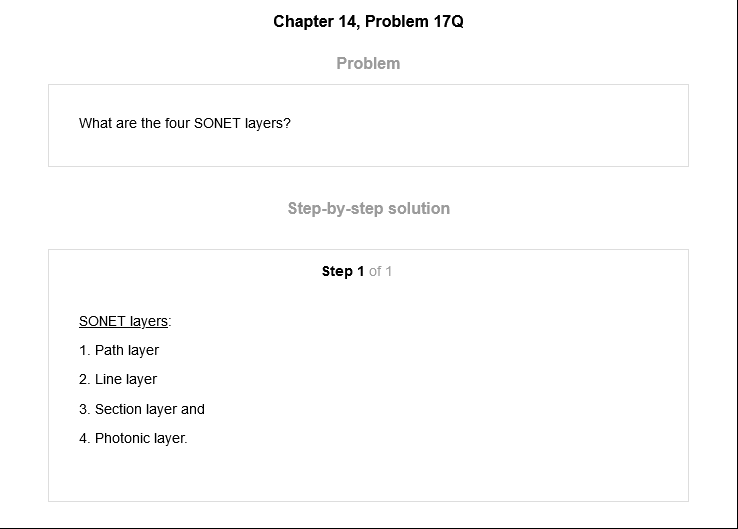 Chapter 14, Problem 17Q
Problem
What are the four SONET layers?
Step-by-step solution
Step 1 of 1
SONET layers:
1. Path layer
2. Line layer
3. Section layer and
4. Photonic layer.